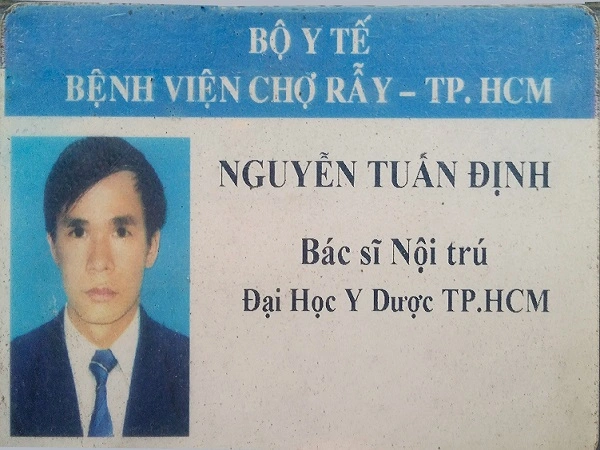 BỘ Y TẾ
BỆNH VIỆN CHỢ RẪY – TP. HCM
NGUYỄN TUẤN ĐỊNH
Bác sĩ Nội trú
Đại Học Y Dược TP.HCM